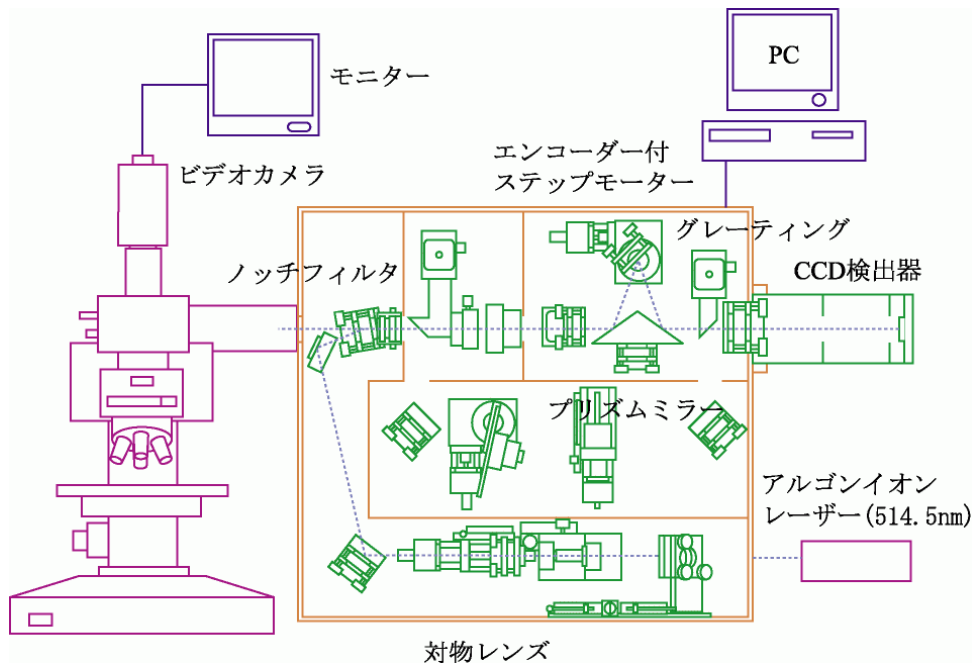 PC
モニター
エンコーダー付
ステップモーター
ビデオカメラ
グレーティング
ノッチフィルタ
CCD検出器
プリズムミラー
アルゴンイオン
レーザー(514.5nm)
対物レンズ